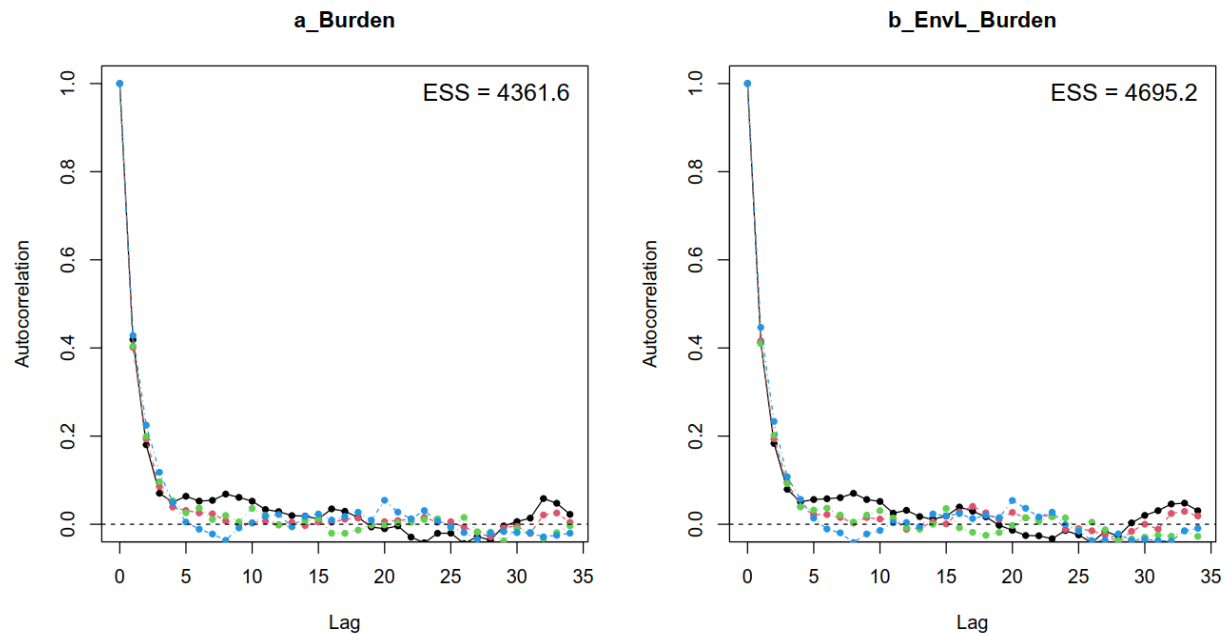 a_Burden
ESS = 4361.6
Autocorrelation
1.0
0.8
0.6
0.4
0.2
0.0
0 5 10 15 20 25 30 35
Lag
b_EnvL_Burden
ESS = 4695.2
Autocorrelation
1.0
0.8
0.6
0.4
0.2
0.0
0 5 10 15 20 25 30 35
Lag